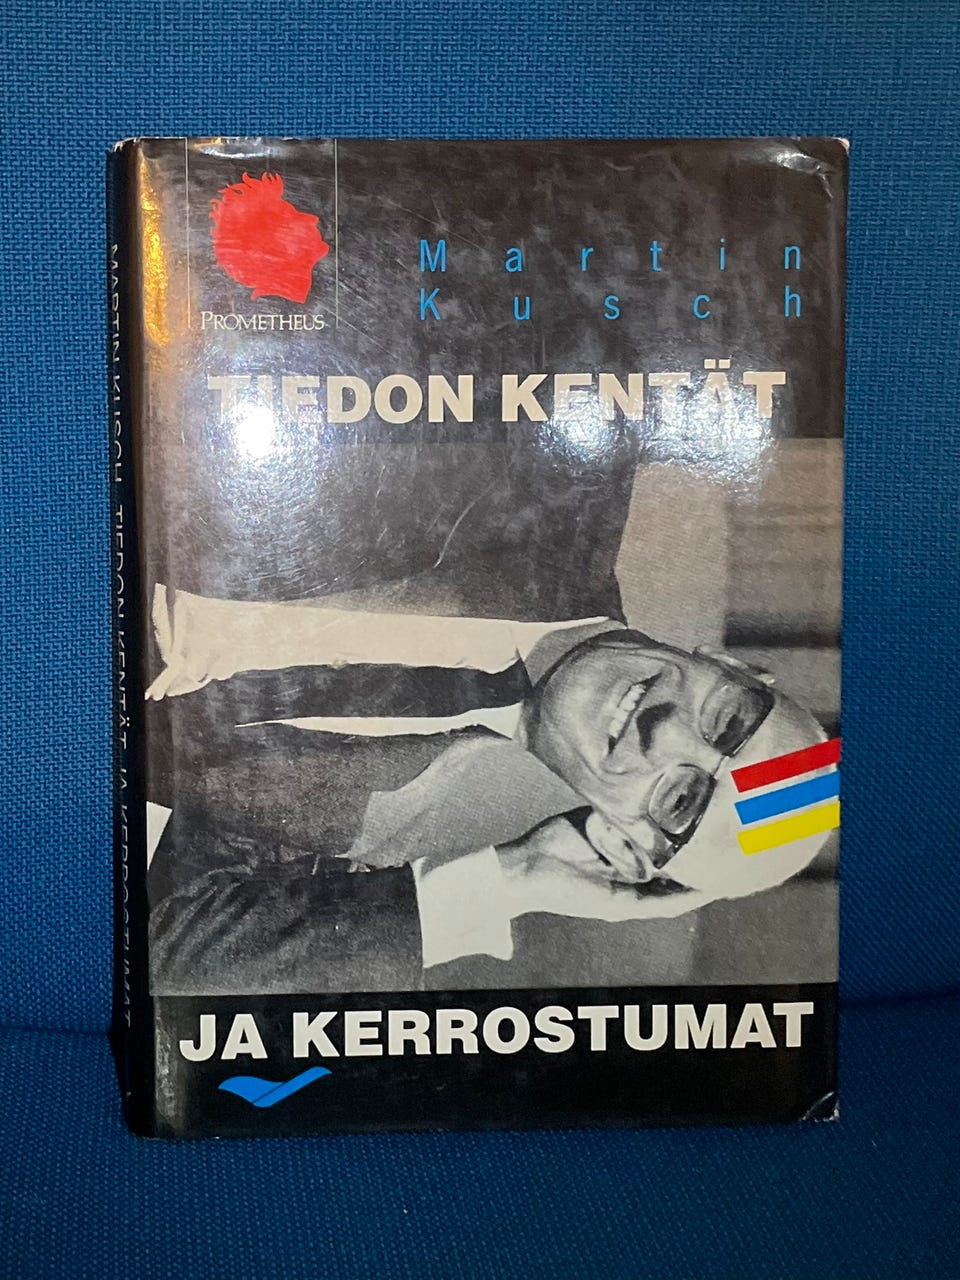 PROMETHEUS
Martin
Kusch
TIEDON KENTÄT
JA KERROSTUMAT
MARTIN KUSCH TIEDON KENTÄT JA KERROSTUMAT